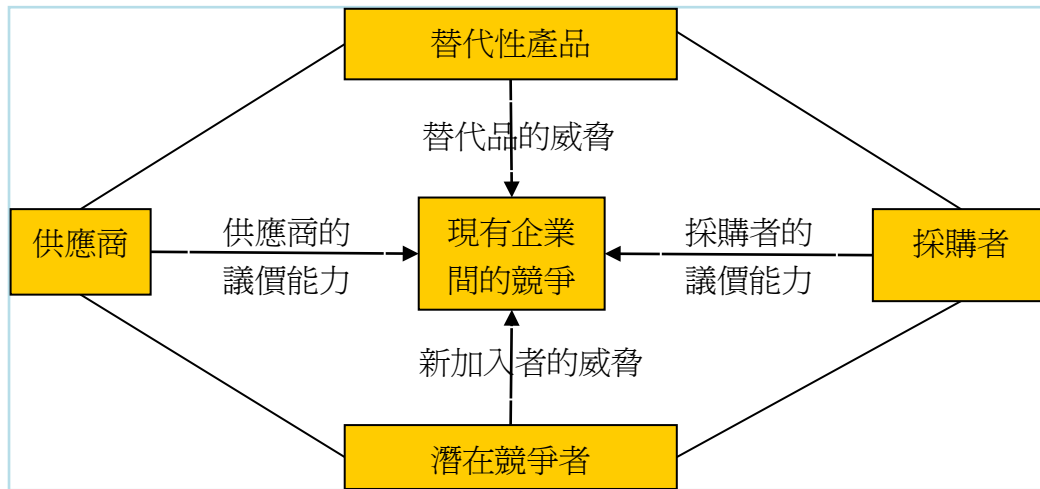 替代性產品
替代品的威脅
供應商
供應商的
議價能力
現有企業
間的競爭
採購者的
議價能力
採購者
新加入者的威脅
潛在競爭者